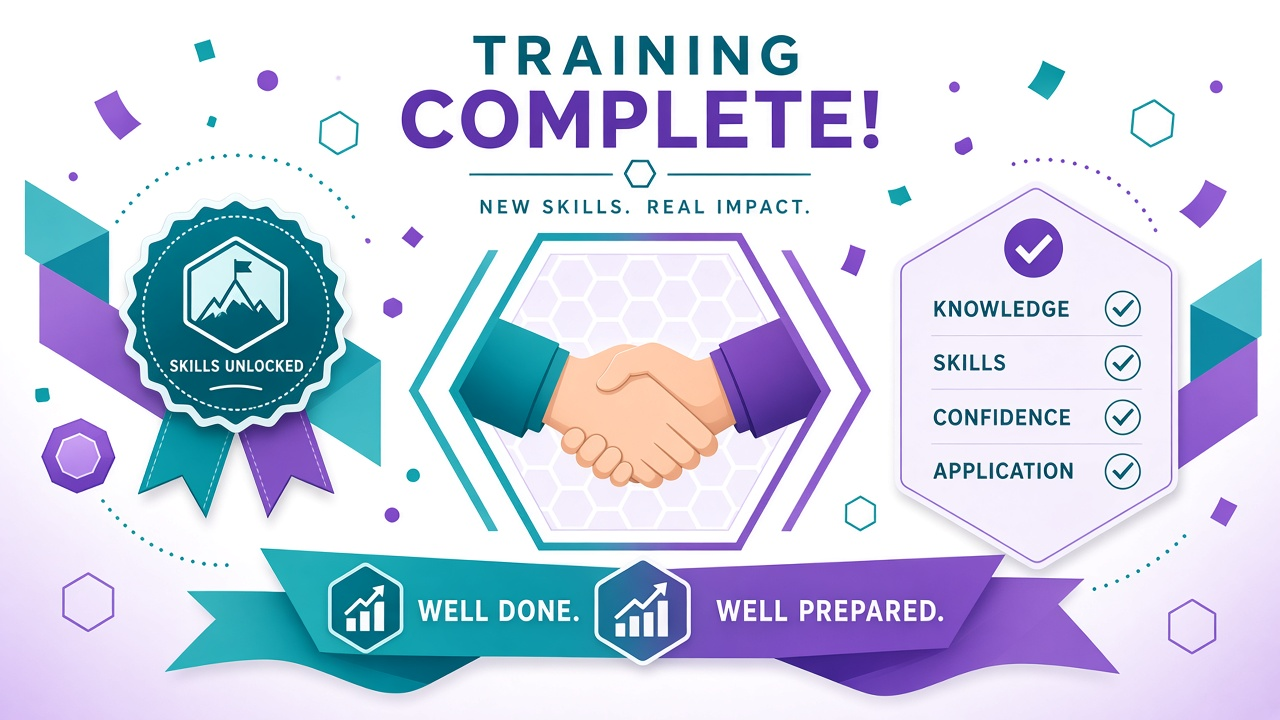 TRAINING
COMPLETE!
NEW SKILLS. REAL IMPACT.
SKILLS UNLOCKED
KNOWLEDGE
SKILLS
CONFIDENCE
APPLICATION
WELL DONE.
WELL PREPARED.